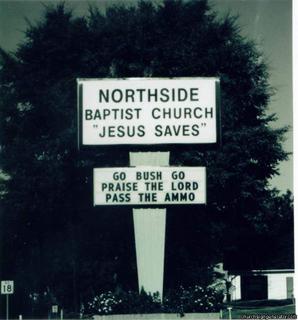 NORTHSIDE
BAPTIST CHURCH
"JESUS SAVES"
GO BUSH GO
PRAISE THE LORD
PASS THE AMMO
18